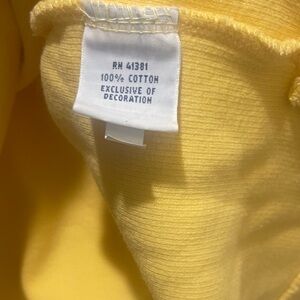 RN 41381
100% COTTON
EXCLUSIVE OF
DECORATION